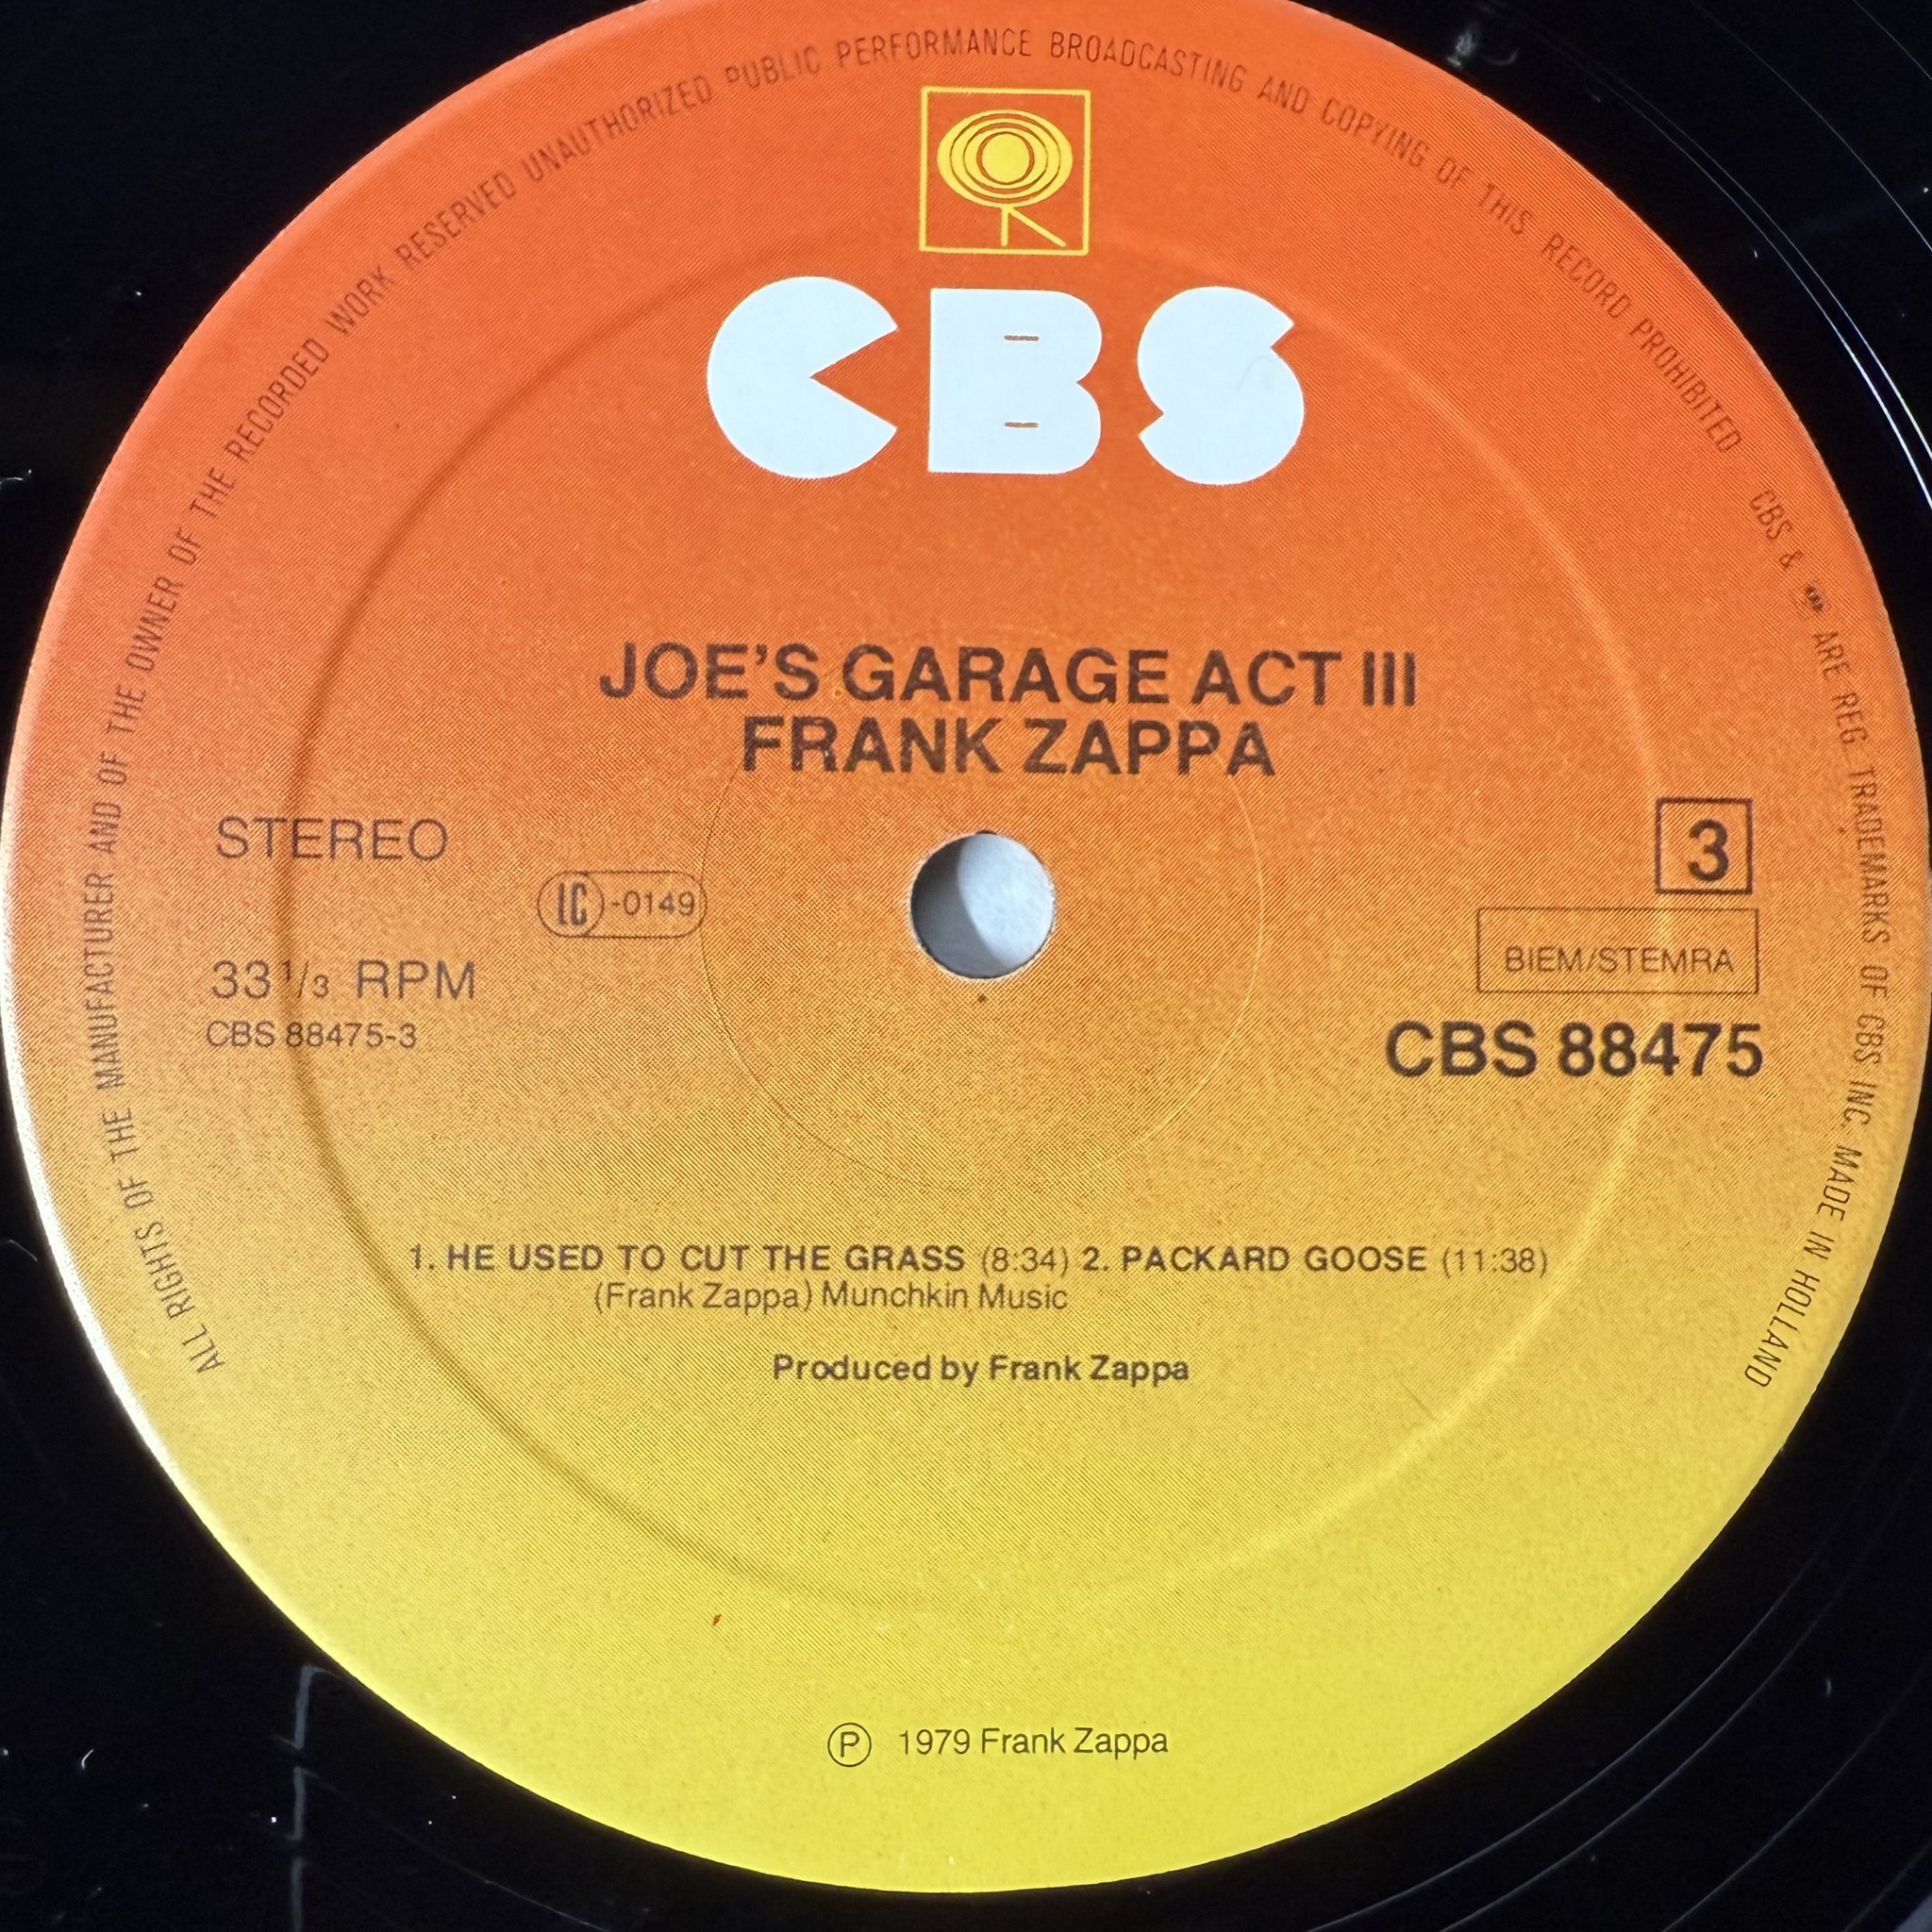 ALL RIGHTS OF THE MANUFACTURER AND OF THE OWNER OF THE RECORDED WORK RESERVED UNAUTHORIZED PUBLIC PERFORMANCE BROADCASTING AND COPYING OF THIS RECORD PROHIBITED CBS & ARE REG. TRADEMARKS OF CBS INC. MADE IN HOLLAND
CBS
JOE'S GARAGE ACT III
FRANK ZAPPA
STEREO
3
LC-0149
BIEM/STEMRA
33 1/3 RPM
CBS 88475-3
CBS 88475
1. HE USED TO CUT THE GRASS (8:34) 2. PACKARD GOOSE (11:38)
(Frank Zappa) Munchkin Music
Produced by Frank Zappa
Ⓟ 1979 Frank Zappa